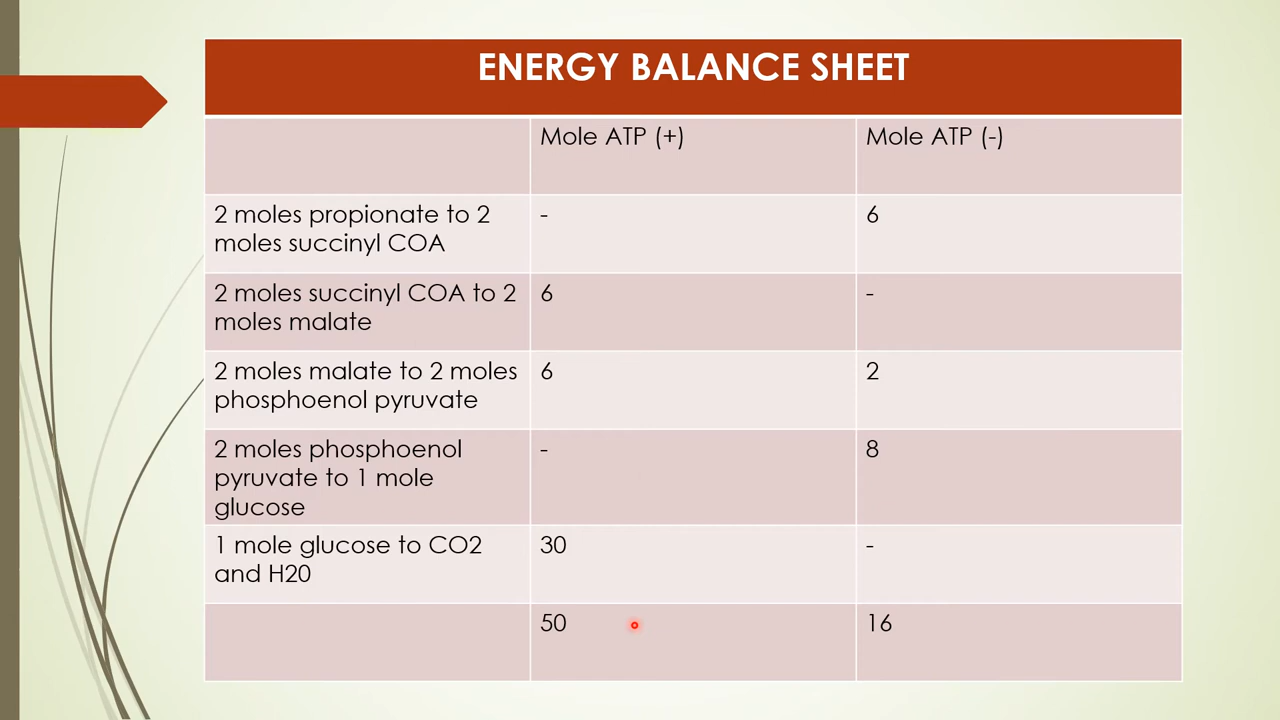 ENERGY BALANCE SHEET
Mole ATP (+)
Mole ATP (-)
2 moles propionate to 2
moles succinyl COA
-
6
2 moles succinyl COA to 2
moles malate
6
-
2 moles malate to 2 moles
phosphoenol pyruvate
6
2
2 moles phosphoenol
pyruvate to 1 mole
glucose
-
8
1 mole glucose to CO2
and H20
30
-
50
16